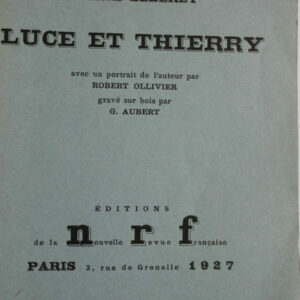 LUCE ET THIERRY
avec un portrait de l'auteur par
ROBERT OLLIVIER
gravé sur bois par
G. AUBERT
ÉDITIONS
de la nouvelle revue française
PARIS 3, rue de Grenelle 1927